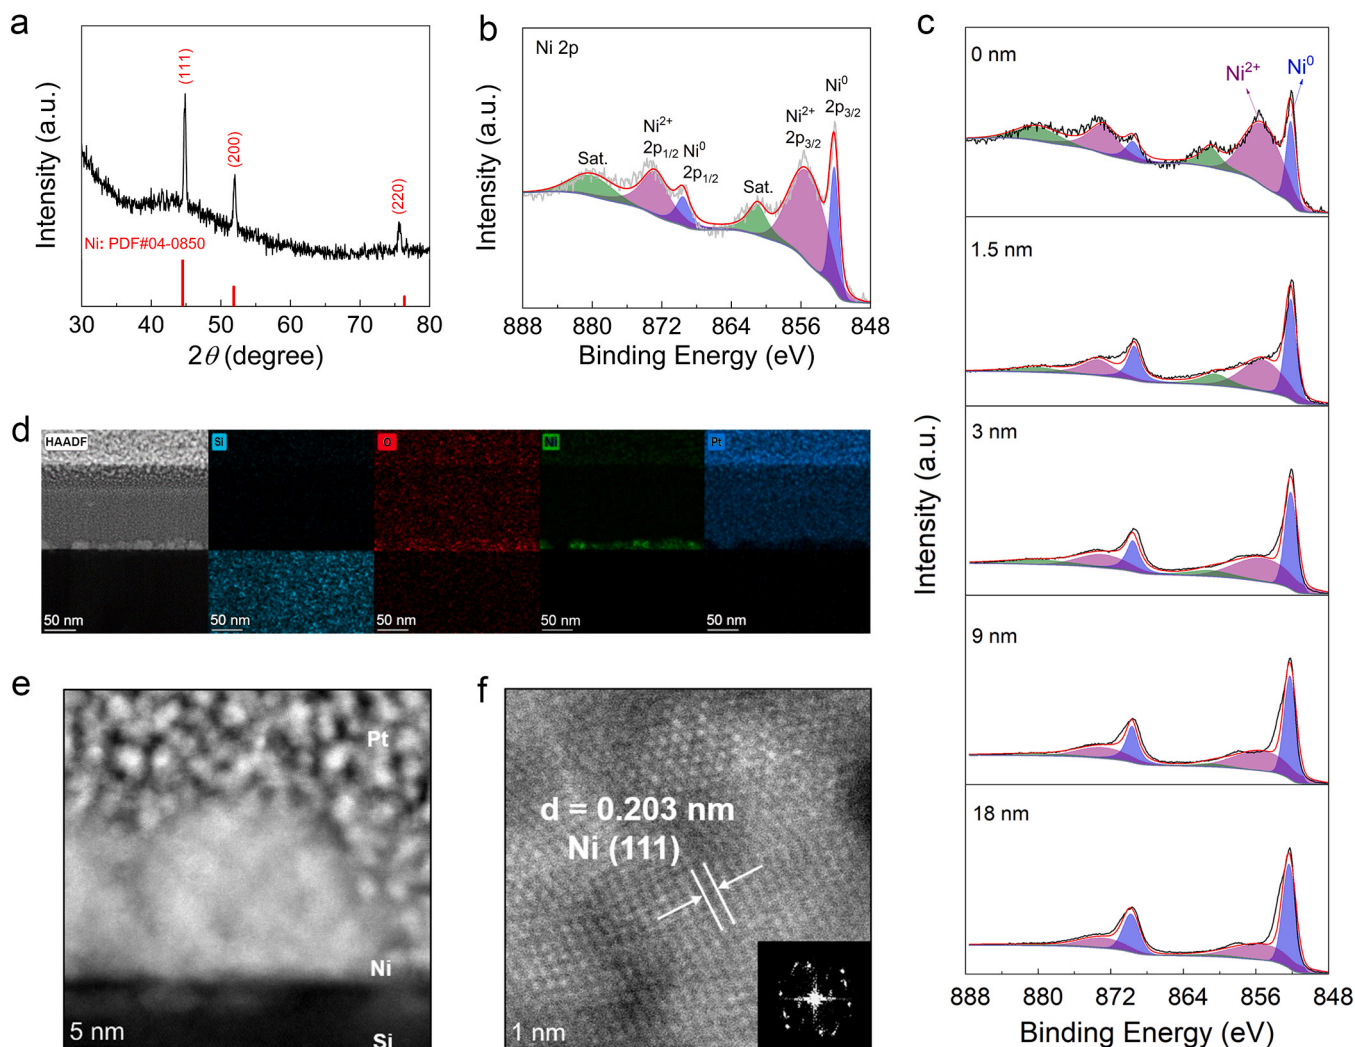 a
Intensity (a.u.)
(111)
(200)
(220)
Ni: PDF#04-0850
30 40 50 60 70 80
2θ (degree)
b
Ni 2p
Intensity (a.u.)
Sat.
Ni2+
2p1/2
Ni0
2p1/2
Sat.
Ni2+
2p3/2
Ni0
2p3/2
888 880 872 864 856 848
Binding Energy (eV)
c
0 nm
Ni2+
Ni0
1.5 nm
3 nm
9 nm
18 nm
Intensity (a.u.)
888 880 872 864 856 848
Binding Energy (eV)
d
HAADF
Si
O
Ni
Pt
50 nm
50 nm
50 nm
50 nm
50 nm
e
Pt
Ni
Si
5 nm
f
d = 0.203 nm
Ni (111)
1 nm